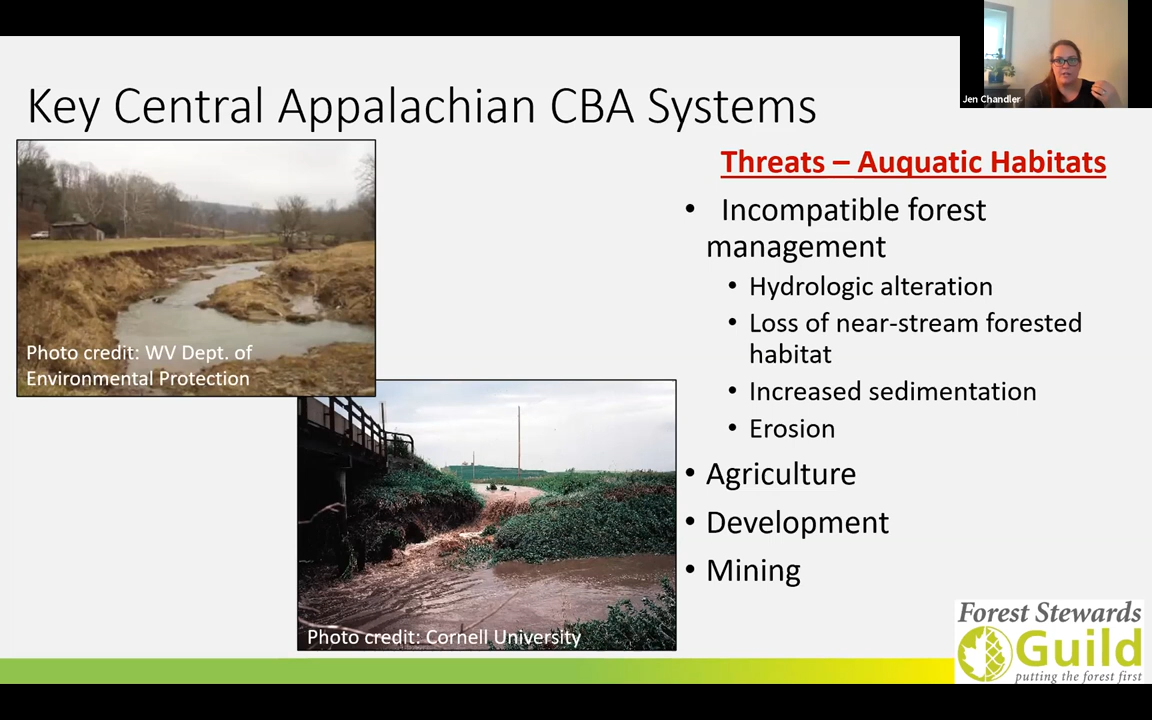 Jen Chandler
Key Central Appalachian CBA Systems
Photo credit: WV Dept. of
Environmental Protection
Photo credit: Cornell University
Threats – Auquatic Habitats
• Incompatible forest
management
• Hydrologic alteration
• Loss of near-stream forested
habitat
• Increased sedimentation
• Erosion
• Agriculture
• Development
• Mining
Forest Stewards
Guild
putting the forest first